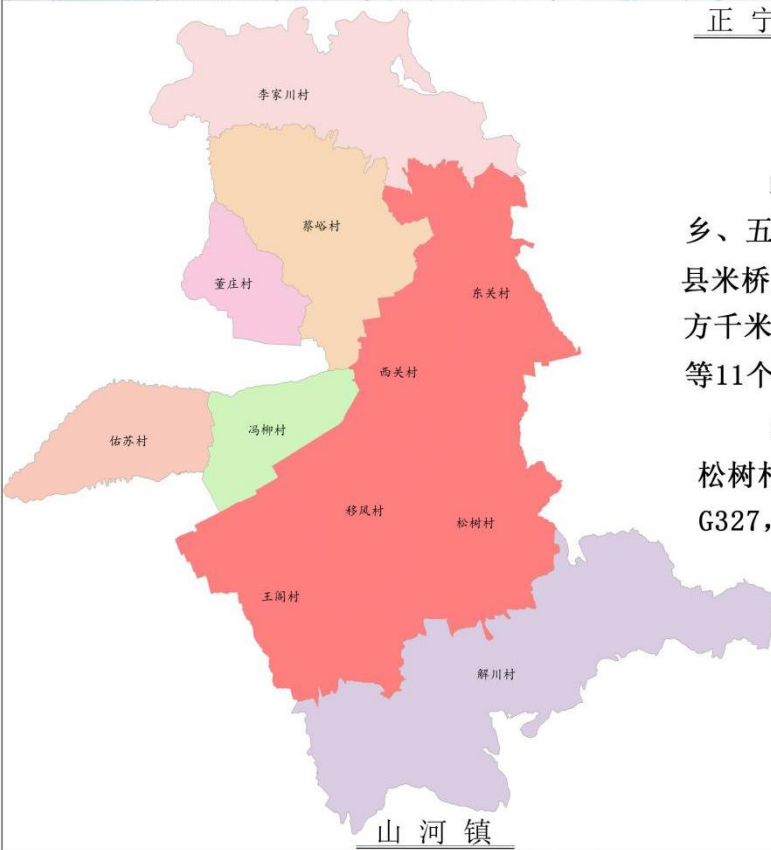 正宁
李家川村
蔡峪村
乡、五
董庄村
县米桥
东关村
方千米
西关村
等11个
佑苏村
冯柳村
松树村
移风村
松树村
G327,
王阁村
解川村
山河镇